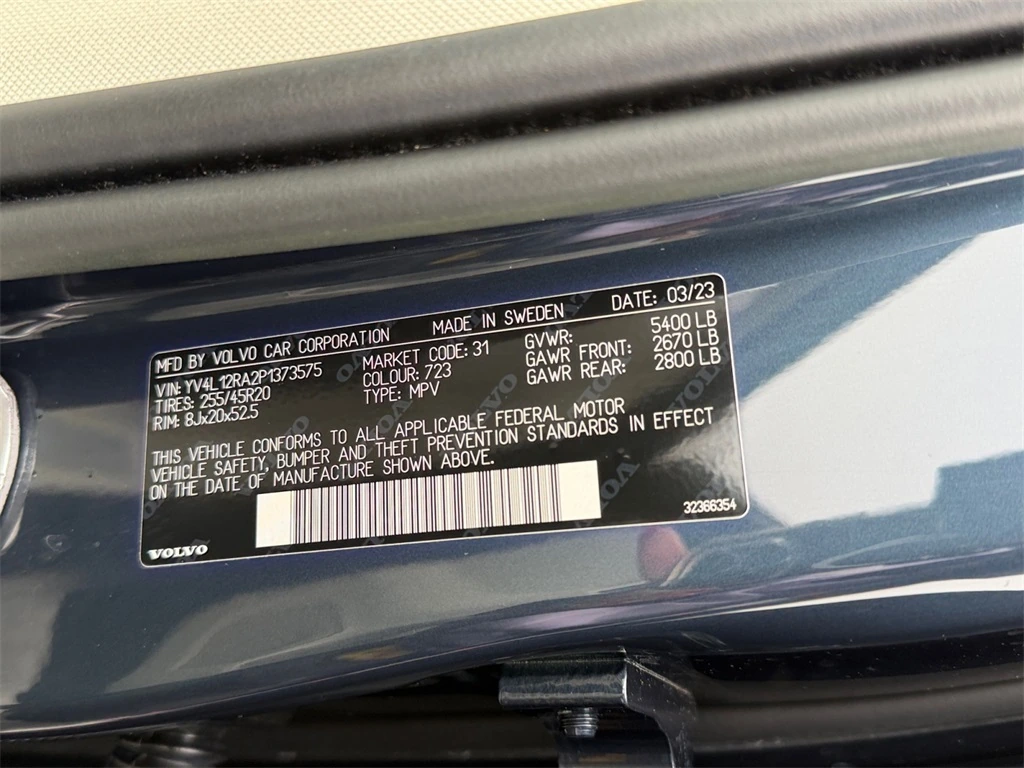 MFD BY VOLVO CAR CORPORATION MADE IN SWEDEN DATE: 03/23
VIN: YV4L12RA2P1373575 MARKET CODE: 31 GVWR: 5400 LB
TIRES: 255/45R20 COLOUR: 723 GAWR FRONT: 2670 LB
RIM: 8Jx20x52.5 TYPE: MPV GAWR REAR: 2800 LB
THIS VEHICLE CONFORMS TO ALL APPLICABLE FEDERAL MOTOR
VEHICLE SAFETY, BUMPER AND THEFT PREVENTION STANDARDS IN EFFECT
ON THE DATE OF MANUFACTURE SHOWN ABOVE.
32366354
VOLVO